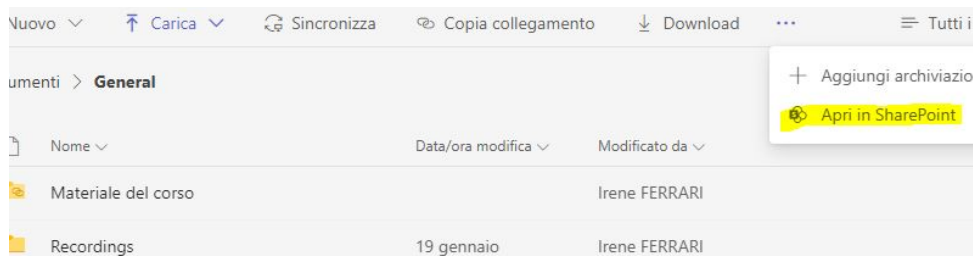 Nuovo Carica Sincronizza Copia collegamento Download ... Tutti i
Aggiungi archiviazio
umenti > General
Apri in SharePoint
Nome Data/ora modifica Modificato da
Materiale del corso Irene FERRARI
Recordings 19 gennaio Irene FERRARI